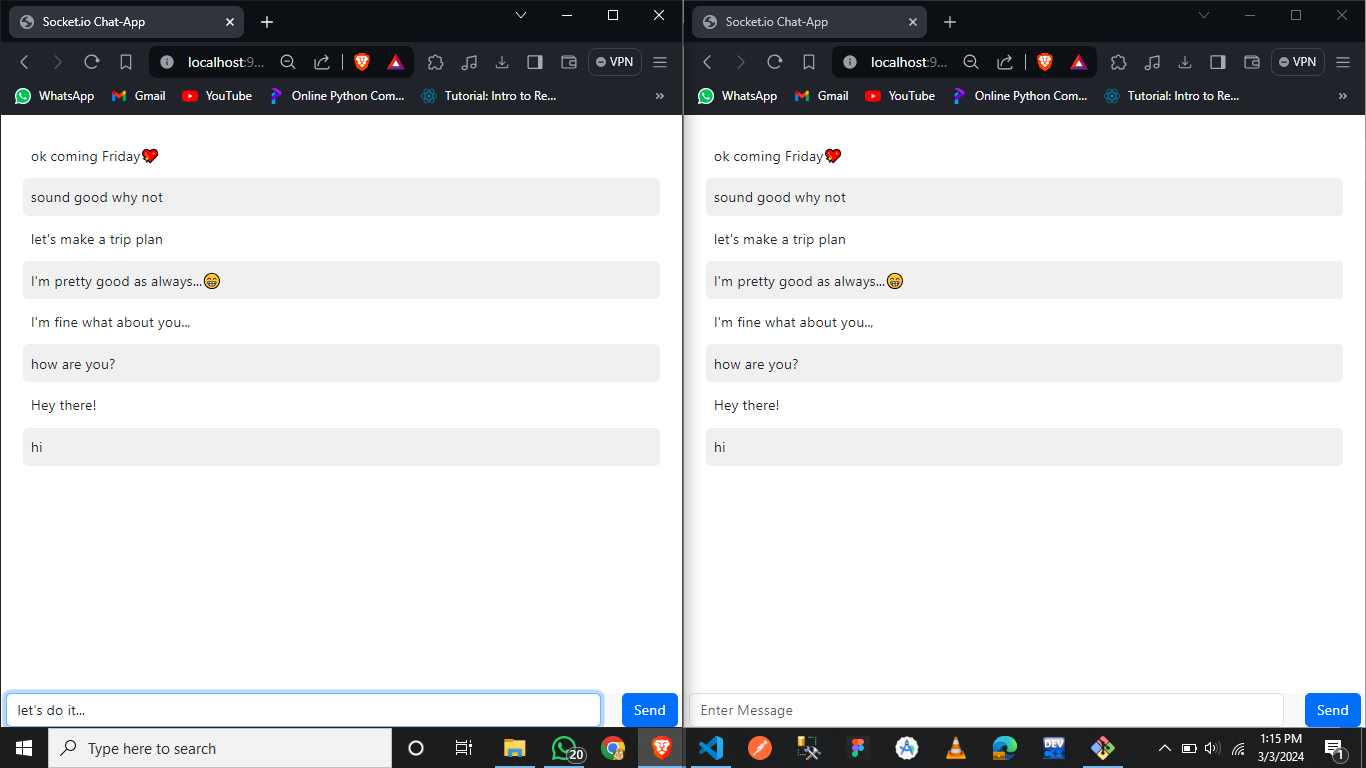 Socket.io Chat-App
localhost:9...
VPN
WhatsApp Gmail YouTube Online Python Com... Tutorial: Intro to Re... »
ok coming Friday💖
sound good why not
let's make a trip plan
I'm pretty good as always...😁
I'm fine what about you..,
how are you?
Hey there!
hi
let's do it...
Send
Socket.io Chat-App
localhost:9...
VPN
WhatsApp Gmail YouTube Online Python Com... Tutorial: Intro to Re... »
ok coming Friday💖
sound good why not
let's make a trip plan
I'm pretty good as always...😁
I'm fine what about you..,
how are you?
Hey there!
hi
Enter Message
Send
Type here to search
20
DEV
1:15 PM
3/3/2024
1